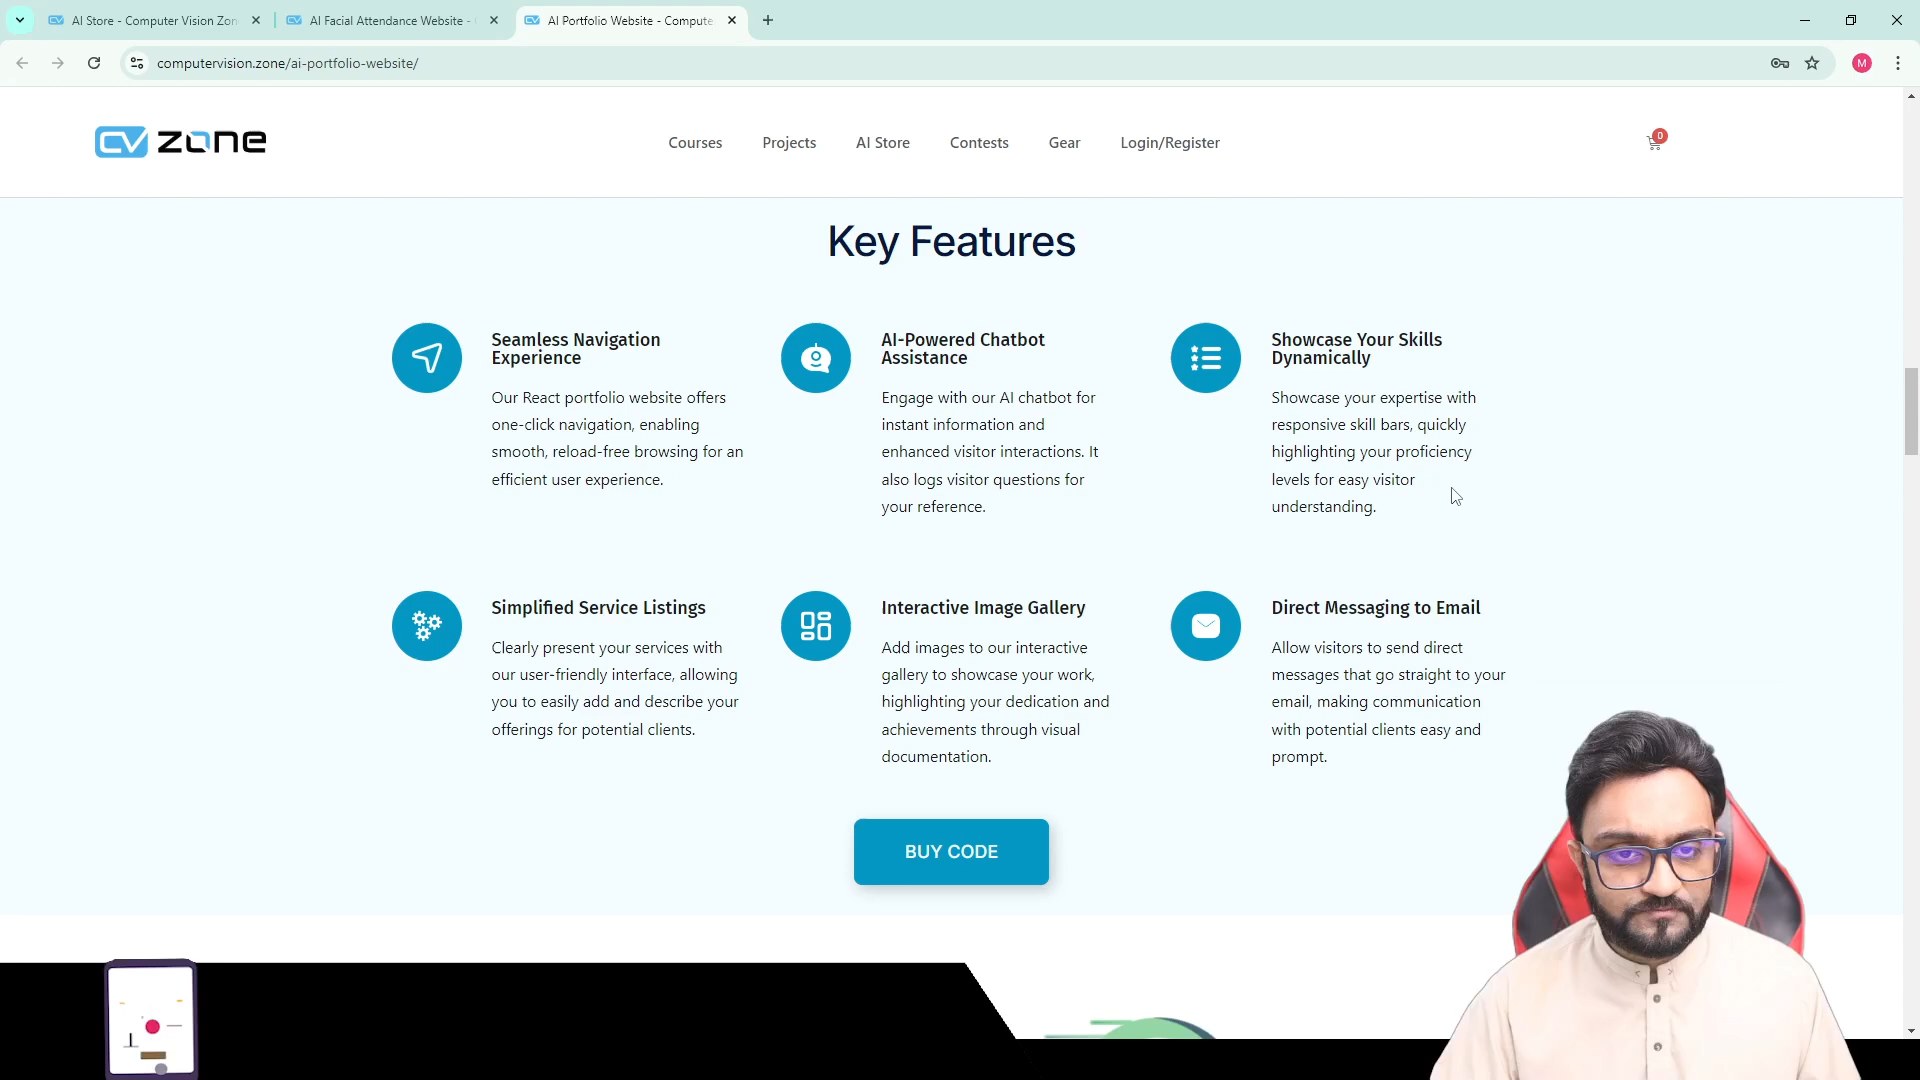 AI Store - Computer Vision Zon
AI Facial Attendance Website -
AI Portfolio Website - Compute
computervision.zone/ai-portfolio-website/
M
CV zone
Courses
Projects
AI Store
Contests
Gear
Login/Register
0
Key Features
Seamless Navigation
Experience
Our React portfolio website offers
one-click navigation, enabling
smooth, reload-free browsing for an
efficient user experience.
AI-Powered Chatbot
Assistance
Engage with our AI chatbot for
instant information and
enhanced visitor interactions. It
also logs visitor questions for
your reference.
Showcase Your Skills
Dynamically
Showcase your expertise with
responsive skill bars, quickly
highlighting your proficiency
levels for easy visitor
understanding.
Simplified Service Listings
Clearly present your services with
our user-friendly interface, allowing
you to easily add and describe your
offerings for potential clients.
Interactive Image Gallery
Add images to our interactive
gallery to showcase your work,
highlighting your dedication and
achievements through visual
documentation.
Direct Messaging to Email
Allow visitors to send direct
messages that go straight to your
email, making communication
with potential clients easy and
prompt.
BUY CODE